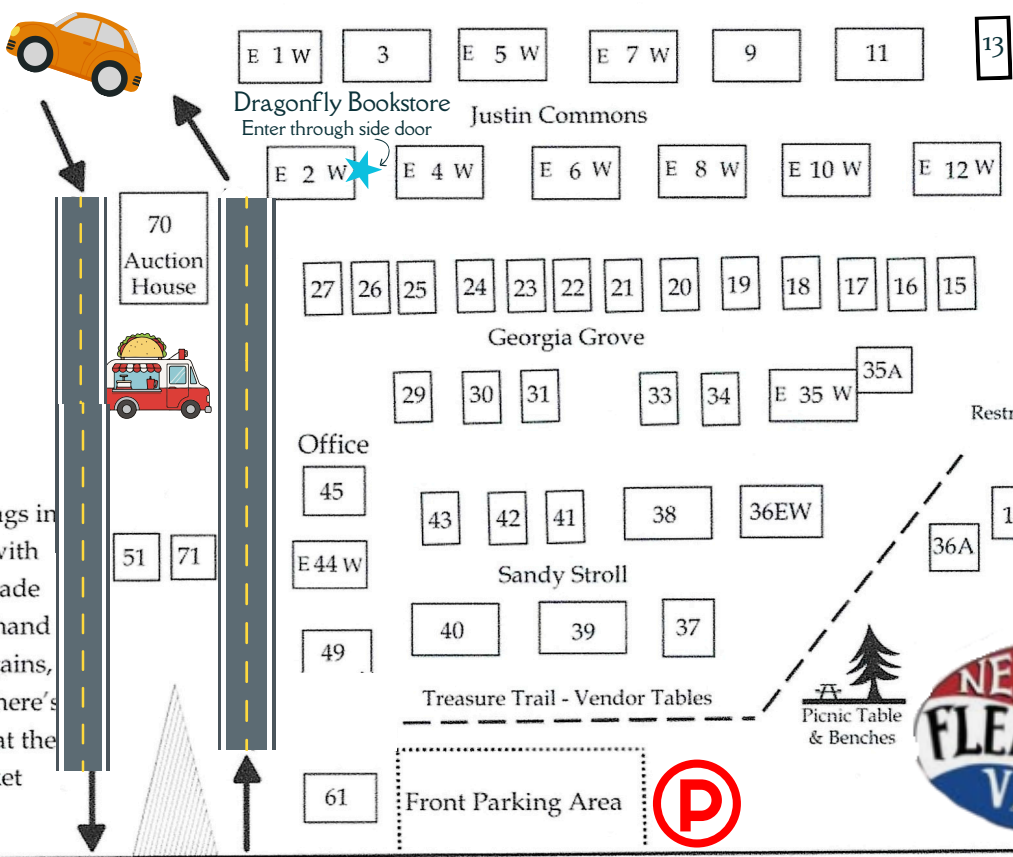 E 1 W
3
E 5 W
E 7 W
9
11
13
Dragonfly Bookstore
Enter through side door
Justin Commons
E 2 W
E 4 W
E 6 W
E 8 W
E 10 W
E 12 W
70
Auction
House
27
26
25
24
23
22
21
20
19
18
17
16
15
Georgia Grove
29
30
31
33
34
E 35 W
35A
Office
45
43
42
41
38
36EW
36A
51
71
E 44 W
Sandy Stroll
40
39
37
49
Treasure Trail - Vendor Tables
Picnic Table
& Benches
61
Front Parking Area
P